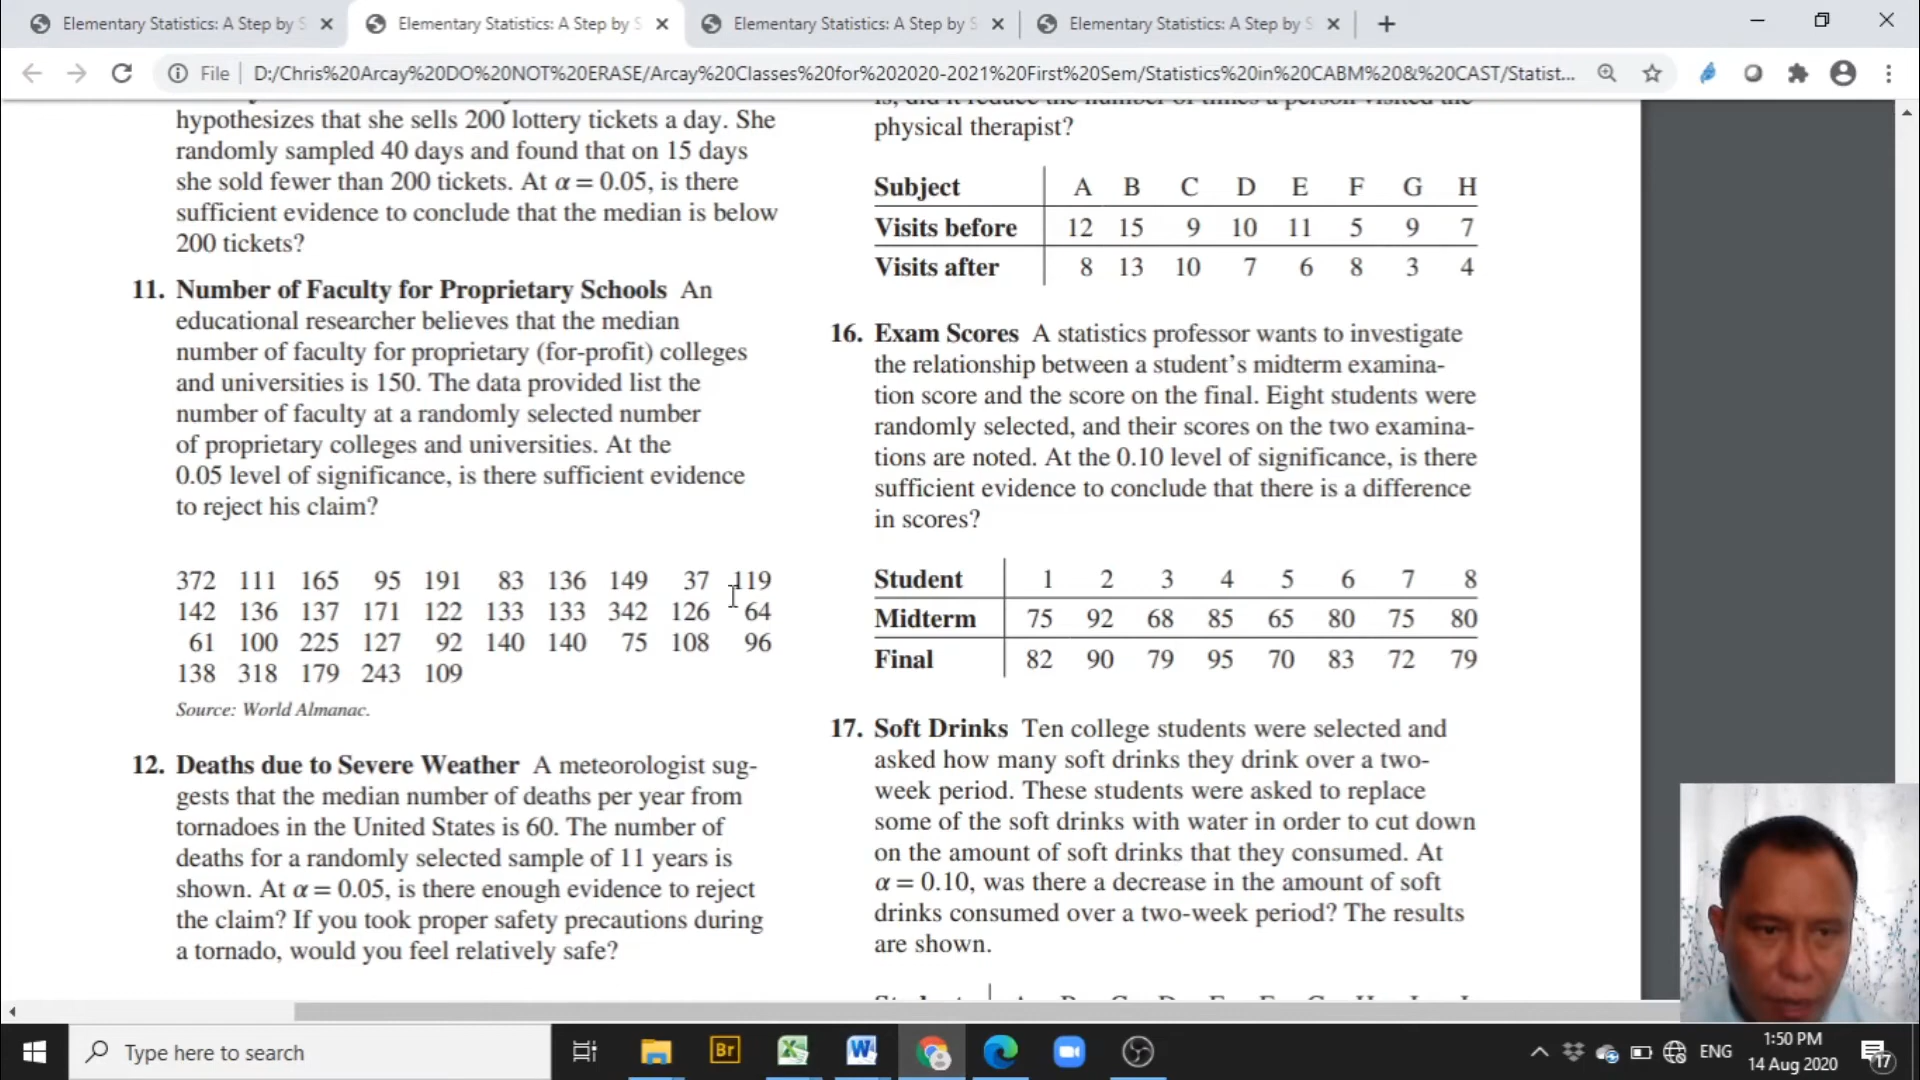 Elementary Statistics: A Step by S
Elementary Statistics: A Step by S
Elementary Statistics: A Step by S
Elementary Statistics: A Step by S
File
D:/Chris%20Arcay%20DO%20NOT%20ERASE/Arcay%20Classes%20for%202020-2021%20First%20Sem/Statistics%20in%20CABM%20&%20CAST/Statist...
hypothesizes that she sells 200 lottery tickets a day. She
randomly sampled 40 days and found that on 15 days
she sold fewer than 200 tickets. At α = 0.05, is there
sufficient evidence to conclude that the median is below
200 tickets?
11. Number of Faculty for Proprietary Schools An
educational researcher believes that the median
number of faculty for proprietary (for-profit) colleges
and universities is 150. The data provided list the
number of faculty at a randomly selected number
of proprietary colleges and universities. At the
0.05 level of significance, is there sufficient evidence
to reject his claim?
372 111 165 95 191 83 136 149 37 119
142 136 137 171 122 133 133 342 126 64
61 100 225 127 92 140 140 75 108 96
138 318 179 243 109
Source: World Almanac.
12. Deaths due to Severe Weather A meteorologist sug-
gests that the median number of deaths per year from
tornadoes in the United States is 60. The number of
deaths for a randomly selected sample of 11 years is
shown. At α = 0.05, is there enough evidence to reject
the claim? If you took proper safety precautions during
a tornado, would you feel relatively safe?
is, did it reduce the number of times a person visited the
physical therapist?
Subject A B C D E F G H
Visits before 12 15 9 10 11 5 9 7
Visits after 8 13 10 7 6 8 3 4
16. Exam Scores A statistics professor wants to investigate
the relationship between a student’s midterm examina-
tion score and the score on the final. Eight students were
randomly selected, and their scores on the two examina-
tions are noted. At the 0.10 level of significance, is there
sufficient evidence to conclude that there is a difference
in scores?
Student 1 2 3 4 5 6 7 8
Midterm 75 92 68 85 65 80 75 80
Final 82 90 79 95 70 83 72 79
17. Soft Drinks Ten college students were selected and
asked how many soft drinks they drink over a two-
week period. These students were asked to replace
some of the soft drinks with water in order to cut down
on the amount of soft drinks that they consumed. At
α = 0.10, was there a decrease in the amount of soft
drinks consumed over a two-week period? The results
are shown.
Type here to search
Br
ENG
1:50 PM
14 Aug 2020
17